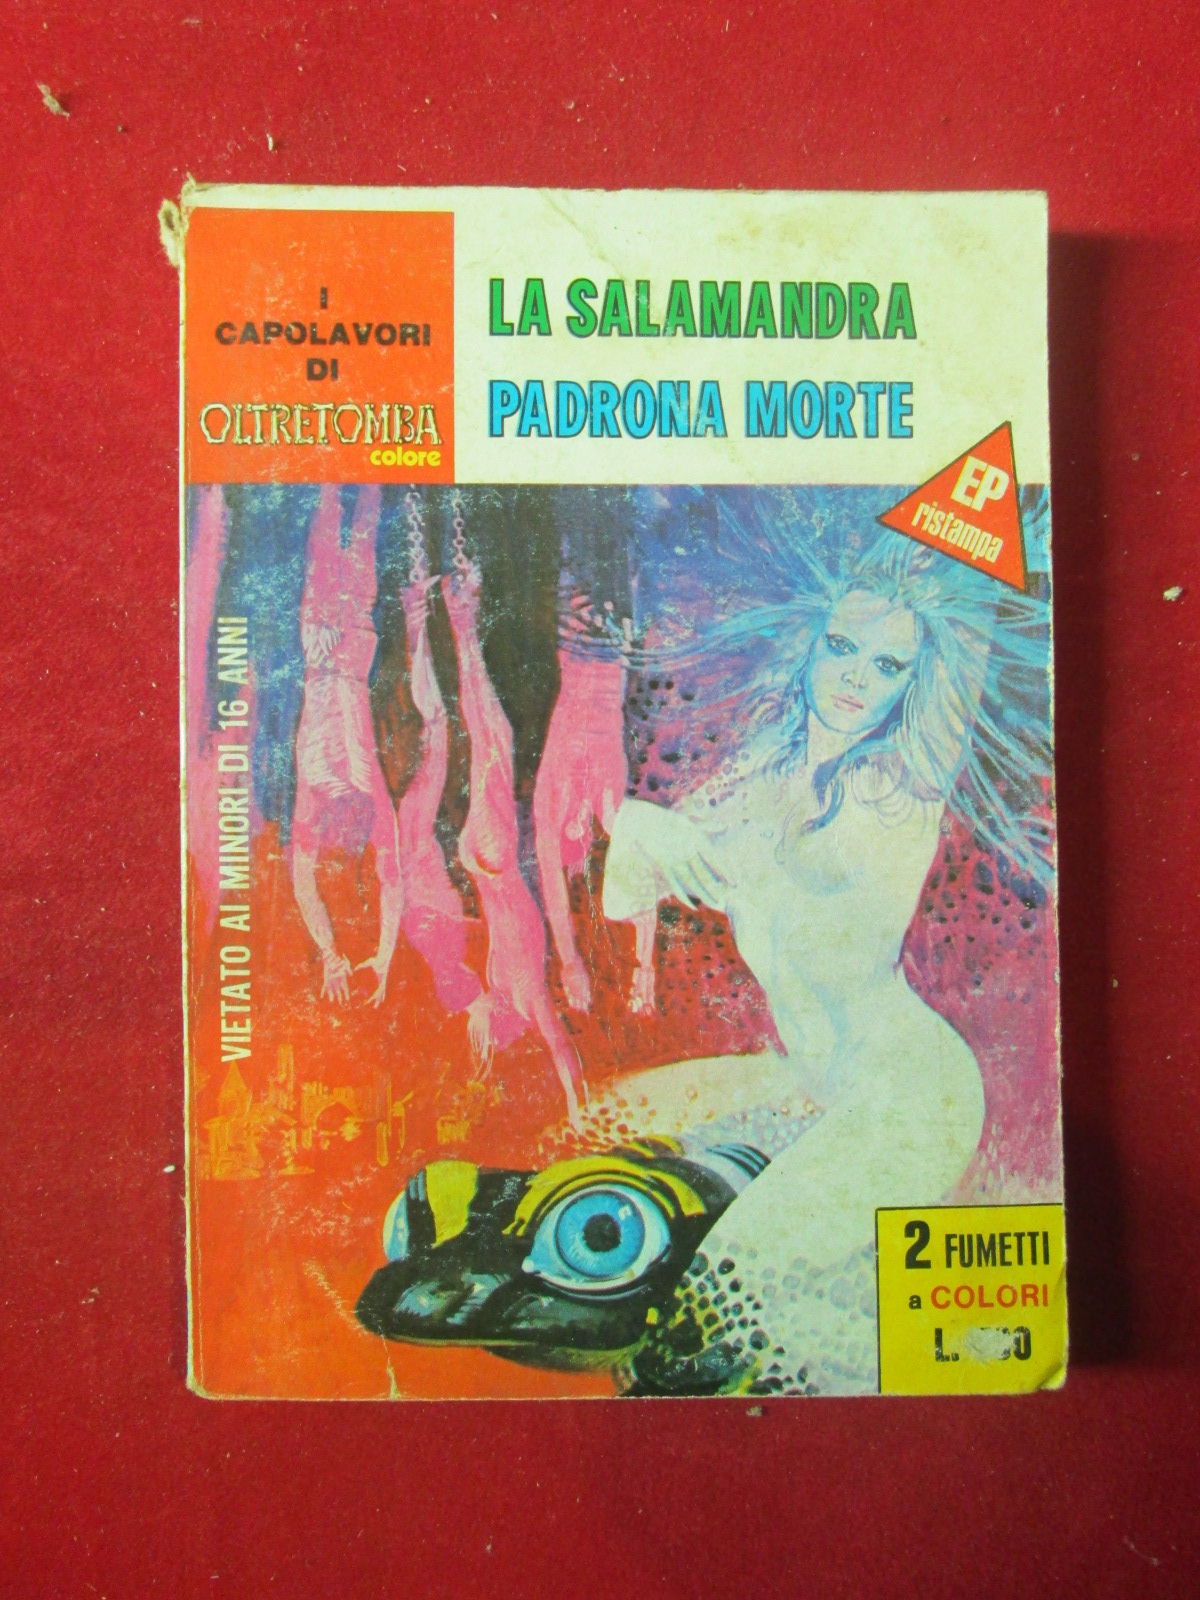 I
CAPOLAVORI
DI
OLTRETOMBA
colore
LA SALAMANDRA
PADRONA MORTE
EP
ristampa
VIETATO AI MINORI DI 16 ANNI
2 FUMETTI
a COLORI
L.